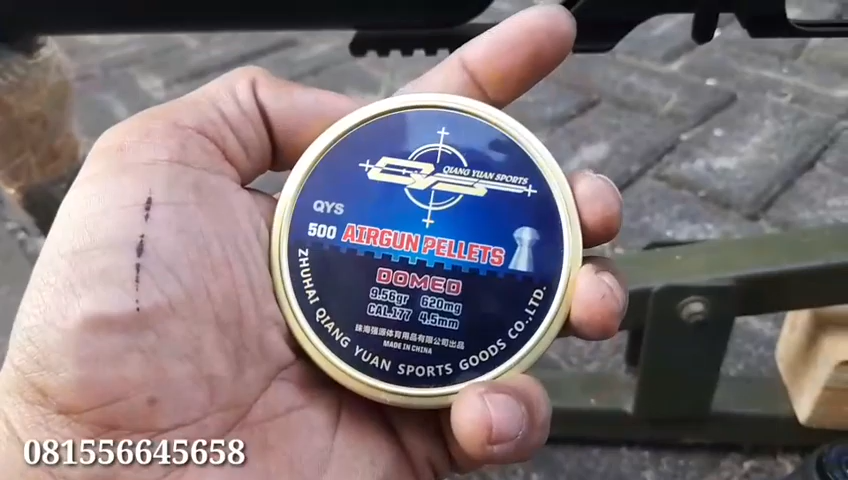 QIANG YUAN SPORTS
QYS
500 AIRGUN PELLETS
DOMED
9.56gr 620mg
CAL.177 4.5mm
珠海强源体育用品有限公司出品
MADE IN CHINA
ZHUHAI QIANG YUAN SPORTS GOODS CO., LTD.
081556645658